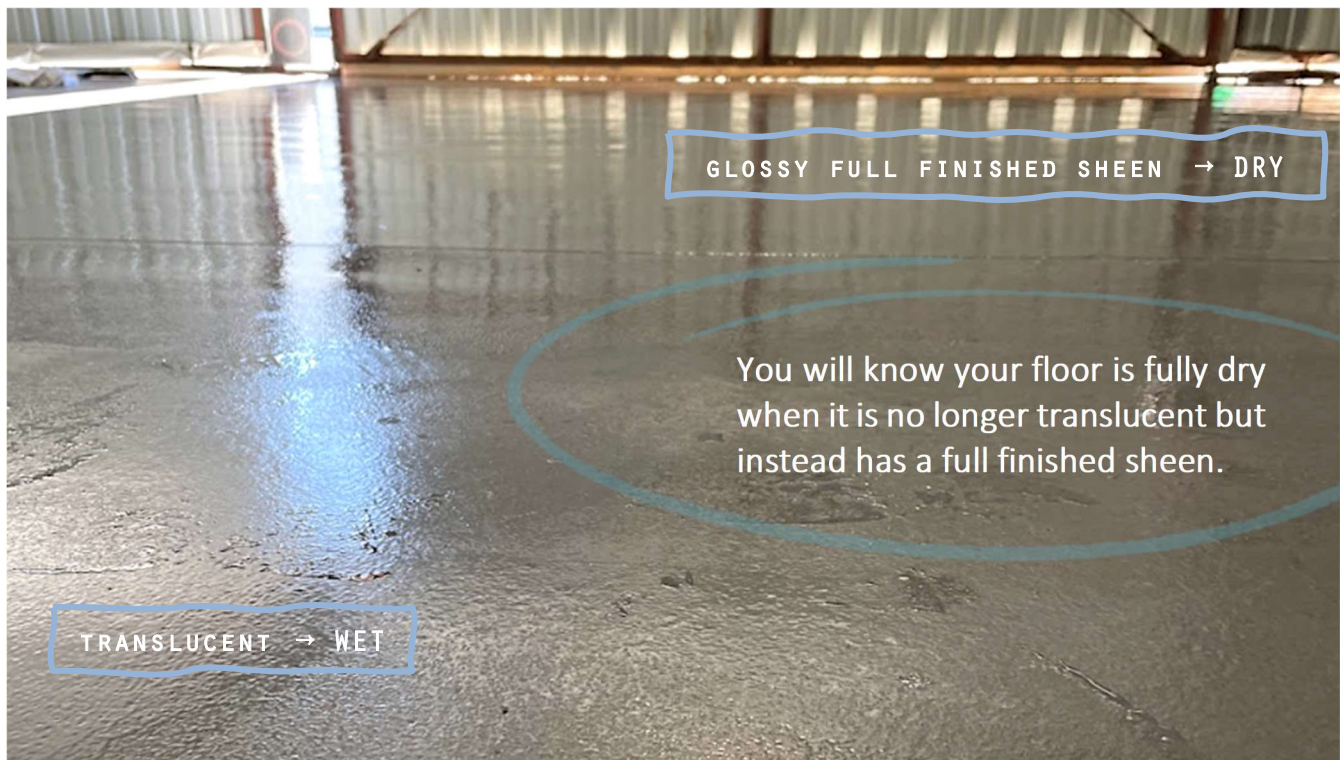 GLOSSY FULL FINISHED SHEEN → DRY
You will know your floor is fully dry
when it is no longer translucent but
instead has a full finished sheen.
TRANSLUCENT → WET